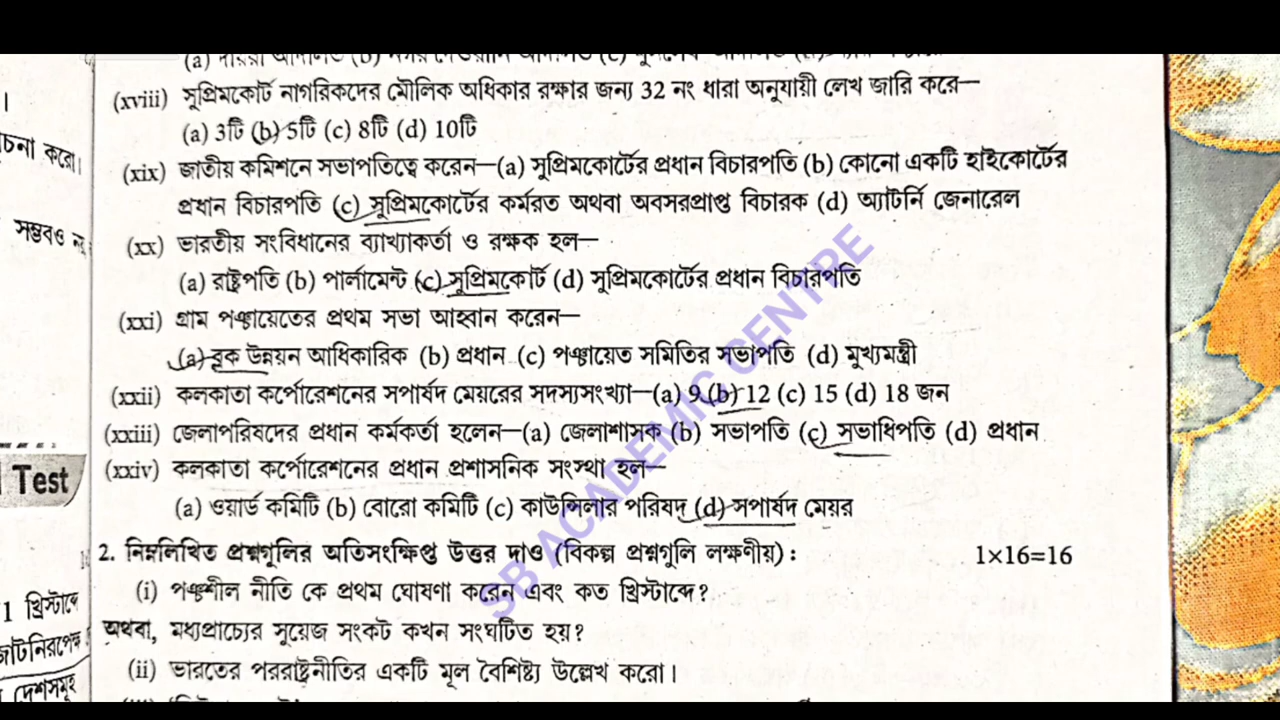 (xviii) সুপ্রিমকোর্ট নাগরিকদের মৌলিক অধিকার রক্ষার জন্য 32 নং ধারা অনুযায়ী লেখ জারি করে—
(a) 3টি (b) 5টি (c) 8টি (d) 10টি
(xix) জাতীয় কমিশনে সভাপতিত্বে করেন—(a) সুপ্রিমকোর্টের প্রধান বিচারপতি (b) কোনো একটি হাইকোর্টের
প্রধান বিচারপতি (c) সুপ্রিমকোর্টের কর্মরত অথবা অবসরপ্রাপ্ত বিচারক (d) অ্যাটর্নি জেনারেল
(xx) ভারতীয় সংবিধানের ব্যাখ্যাকর্তা ও রক্ষক হল—
(a) রাষ্ট্রপতি (b) পার্লামেন্ট (c) সুপ্রিমকোর্ট (d) সুপ্রিমকোর্টের প্রধান বিচারপতি
(xxi) গ্রাম পঞ্চায়েতের প্রথম সভা আহ্বান করেন—
(a) ব্লক উন্নয়ন আধিকারিক (b) প্রধান (c) পঞ্চায়েত সমিতির সভাপতি (d) মুখ্যমন্ত্রী
(xxii) কলকাতা কর্পোরেশনের সপার্ষদ মেয়রের সদস্যসংখ্যা—(a) 9 (b) 12 (c) 15 (d) 18 জন
(xxiii) জেলাপরিষদের প্রধান কর্মকর্তা হলেন—(a) জেলাশাসক (b) সভাপতি (c) সভাধিপতি (d) প্রধান
(xxiv) কলকাতা কর্পোরেশনের প্রধান প্রশাসনিক সংস্থা হল—
(a) ওয়ার্ড কমিটি (b) বোরো কমিটি (c) কাউন্সিলার পরিষদ (d) সপার্ষদ মেয়র
2. নিম্নলিখিত প্রশ্নগুলির অতিসংক্ষিপ্ত উত্তর দাও (বিকল্প প্রশ্নগুলি লক্ষণীয়) : 1×16=16
(i) পঞ্চশীল নীতি কে প্রথম ঘোষণা করেন এবং কত খ্রিস্টাব্দে?
অথবা, মধ্যপ্রাচ্যের সুয়েজ সংকট কখন সংঘটিত হয়?
(ii) ভারতের পররাষ্ট্রনীতির একটি মূল বৈশিষ্ট্য উল্লেখ করো।
করো।
সম্ভবও
Test
1 খ্রিস্টাব্দে
দেশসমূহ
SB ACADEMIC CENTRE